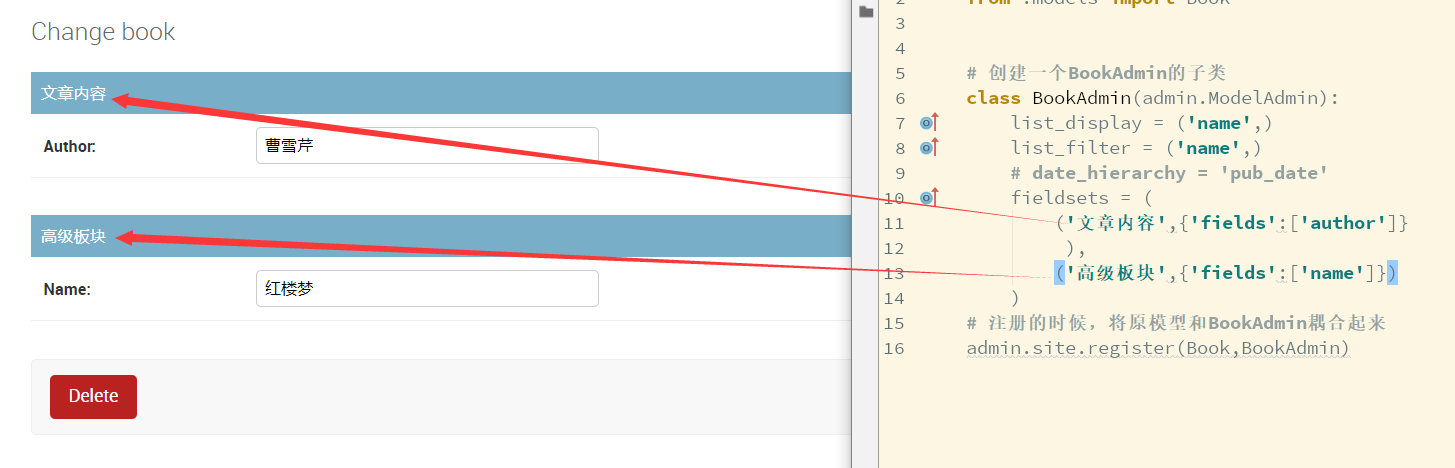 Change book
文章内容
Author:
曹雪芹
高级板块
Name:
红楼梦
Delete
2 from .models import Book
3
4
5 # 创建一个BookAdmin的子类
6 class BookAdmin(admin.ModelAdmin):
7 list_display = ('name',)
8 list_filter = ('name',)
9 # date_hierarchy = 'pub_date'
10 fieldsets = (
11 ('文章内容',{'fields':['author']}
12 ),
13 ('高级板块',{'fields':['name']})
14 )
15 # 注册的时候，将原模型和BookAdmin耦合起来
16 admin.site.register(Book,BookAdmin)